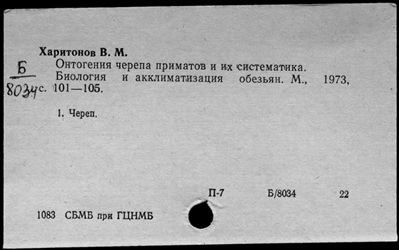 Харитонов В. М.
Онтогения черепа приматов и их систематика.
Б
Биология и акклиматизация обезьян. М., 1973,
8034 с. 101—105.
1. Череп.
П-7 Б/8034 22
1083 СБМБ при ГЦНМБ